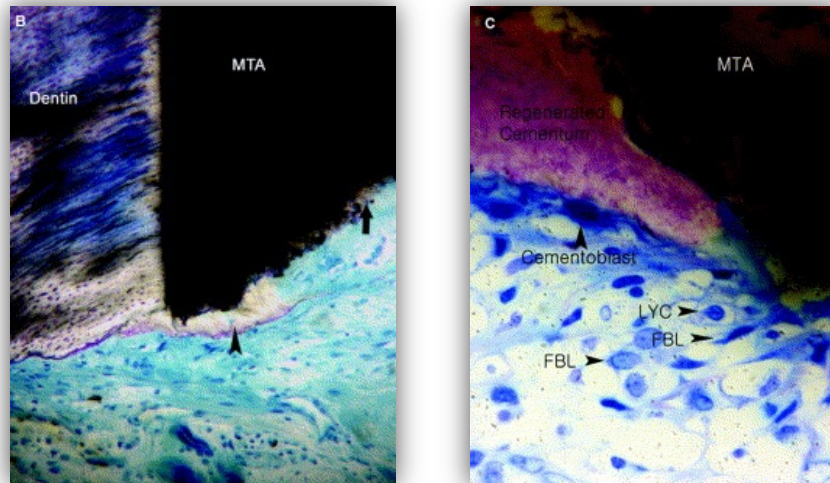 B
MTA
Dentin
C
MTA
Regenerated
Cementum
Cementoblast
LYC
FBL
FBL